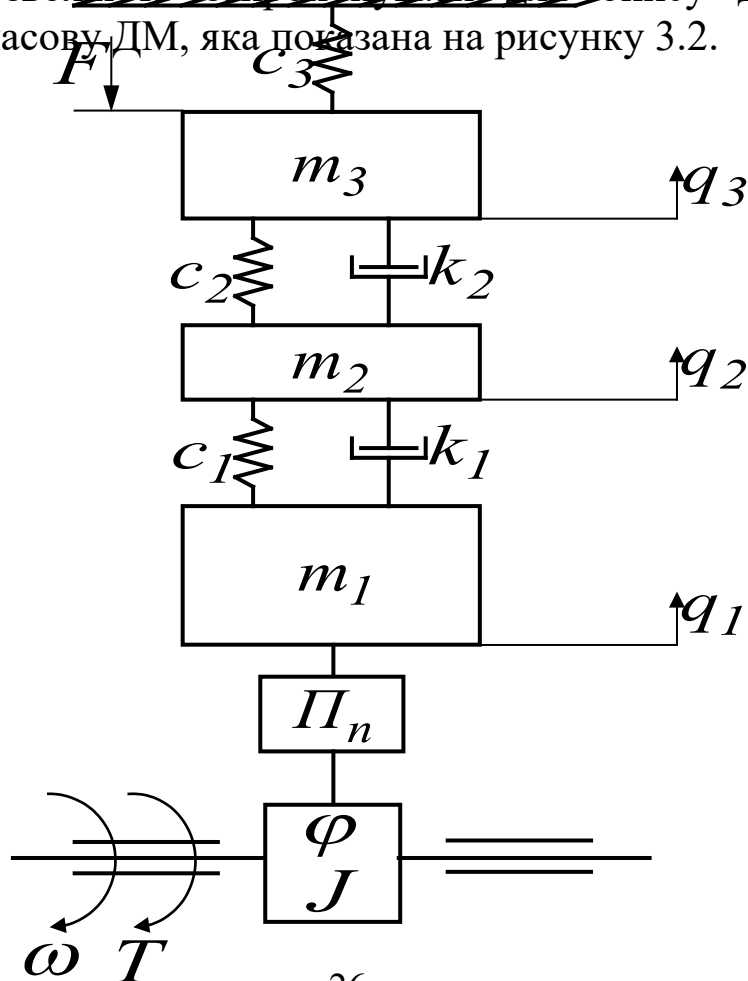 асову ДМ, яка показана на рисунку 3.2.
F
c3
m3
q3
c2
k2
m2
q2
c1
k1
m1
q1
Пn
φ
J
ω T